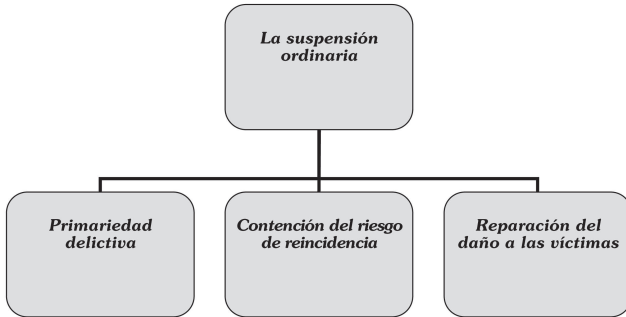 La suspensión
ordinaria
Primariedad
delictiva
Contención del riesgo
de reincidencia
Reparación del
daño a las víctimas